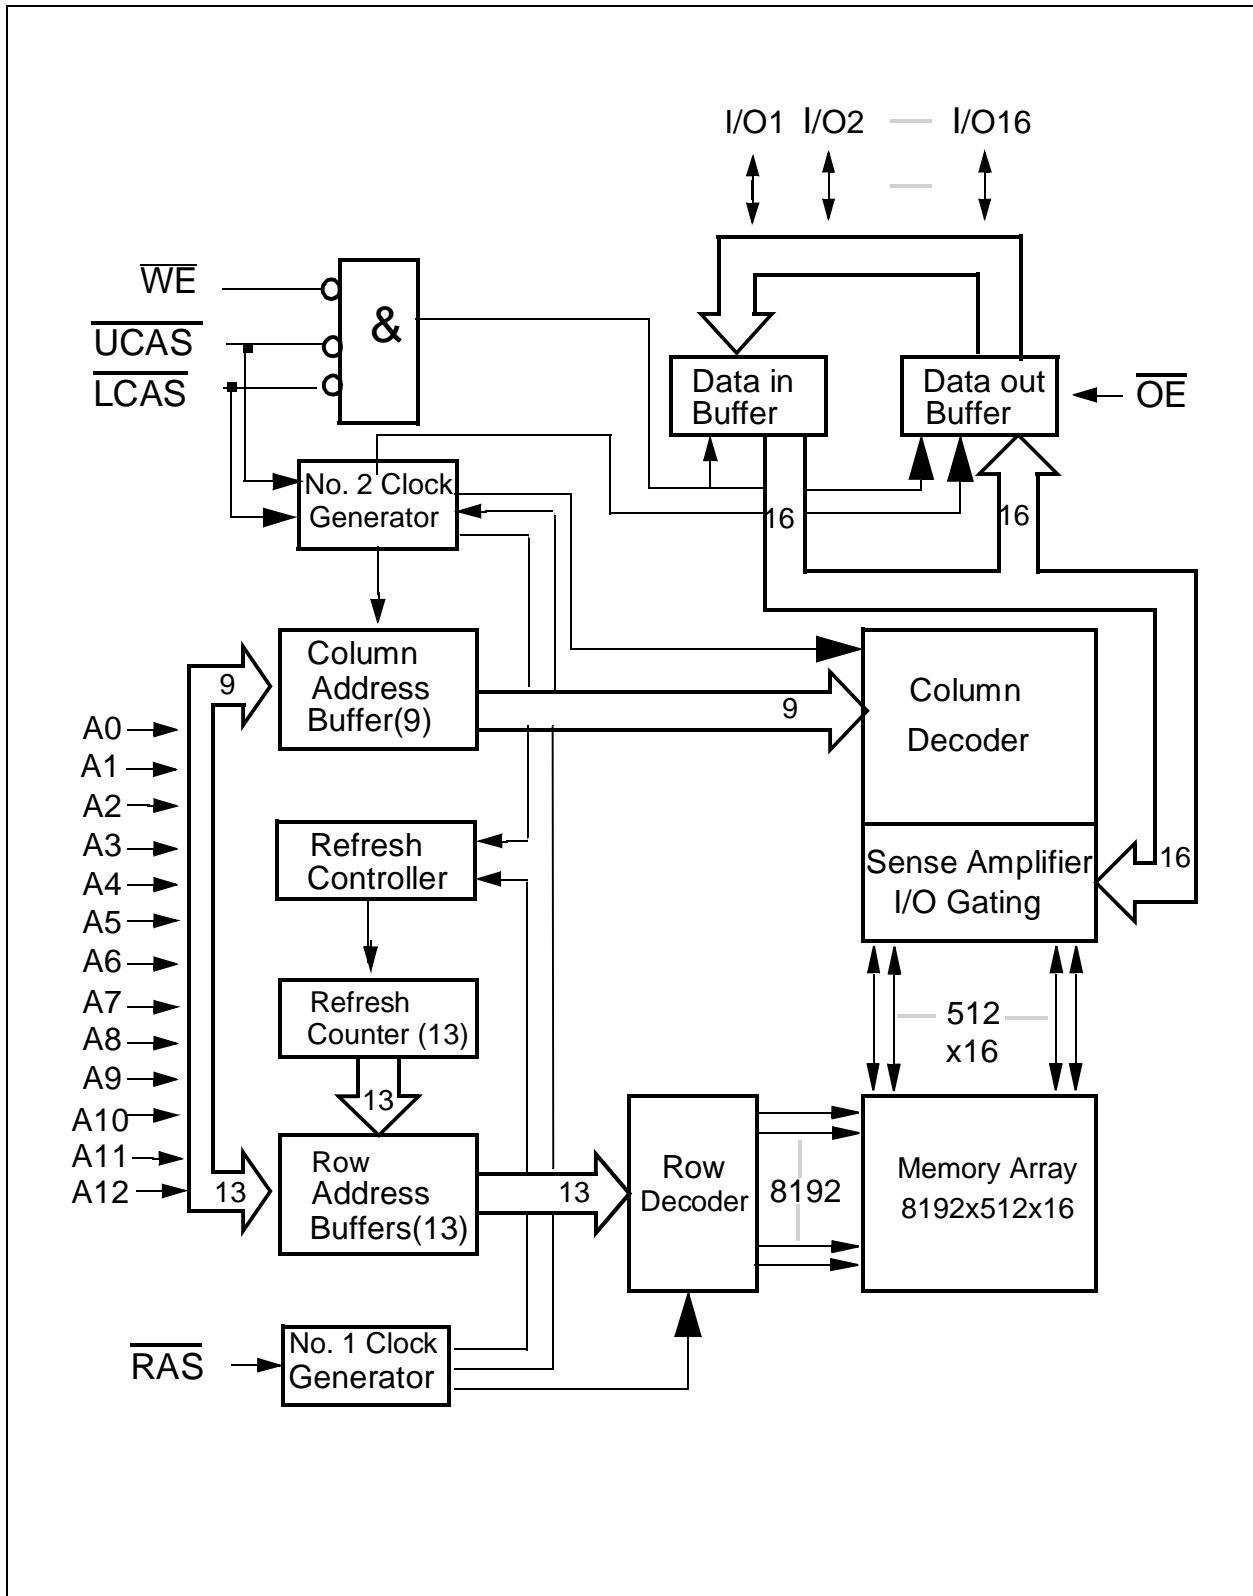 I/O1 I/O2 I/O16
WE
UCAS
LCAS
&
Data in
Buffer
Data out
Buffer
OE
No. 2 Clock
Generator
16
16
Column
Address
Buffer(9)
9
9
Column
Decoder
A0
A1
A2
A3
A4
A5
A6
A7
A8
A9
A10
A11
A12
Refresh
Controller
Sense Amplifier
I/O Gating
16
Refresh
Counter (13)
512
x16
13
Row
Address
Buffers(13)
13
13
Row
Decoder
8192
Memory Array
8192x512x16
RAS
No. 1 Clock
Generator